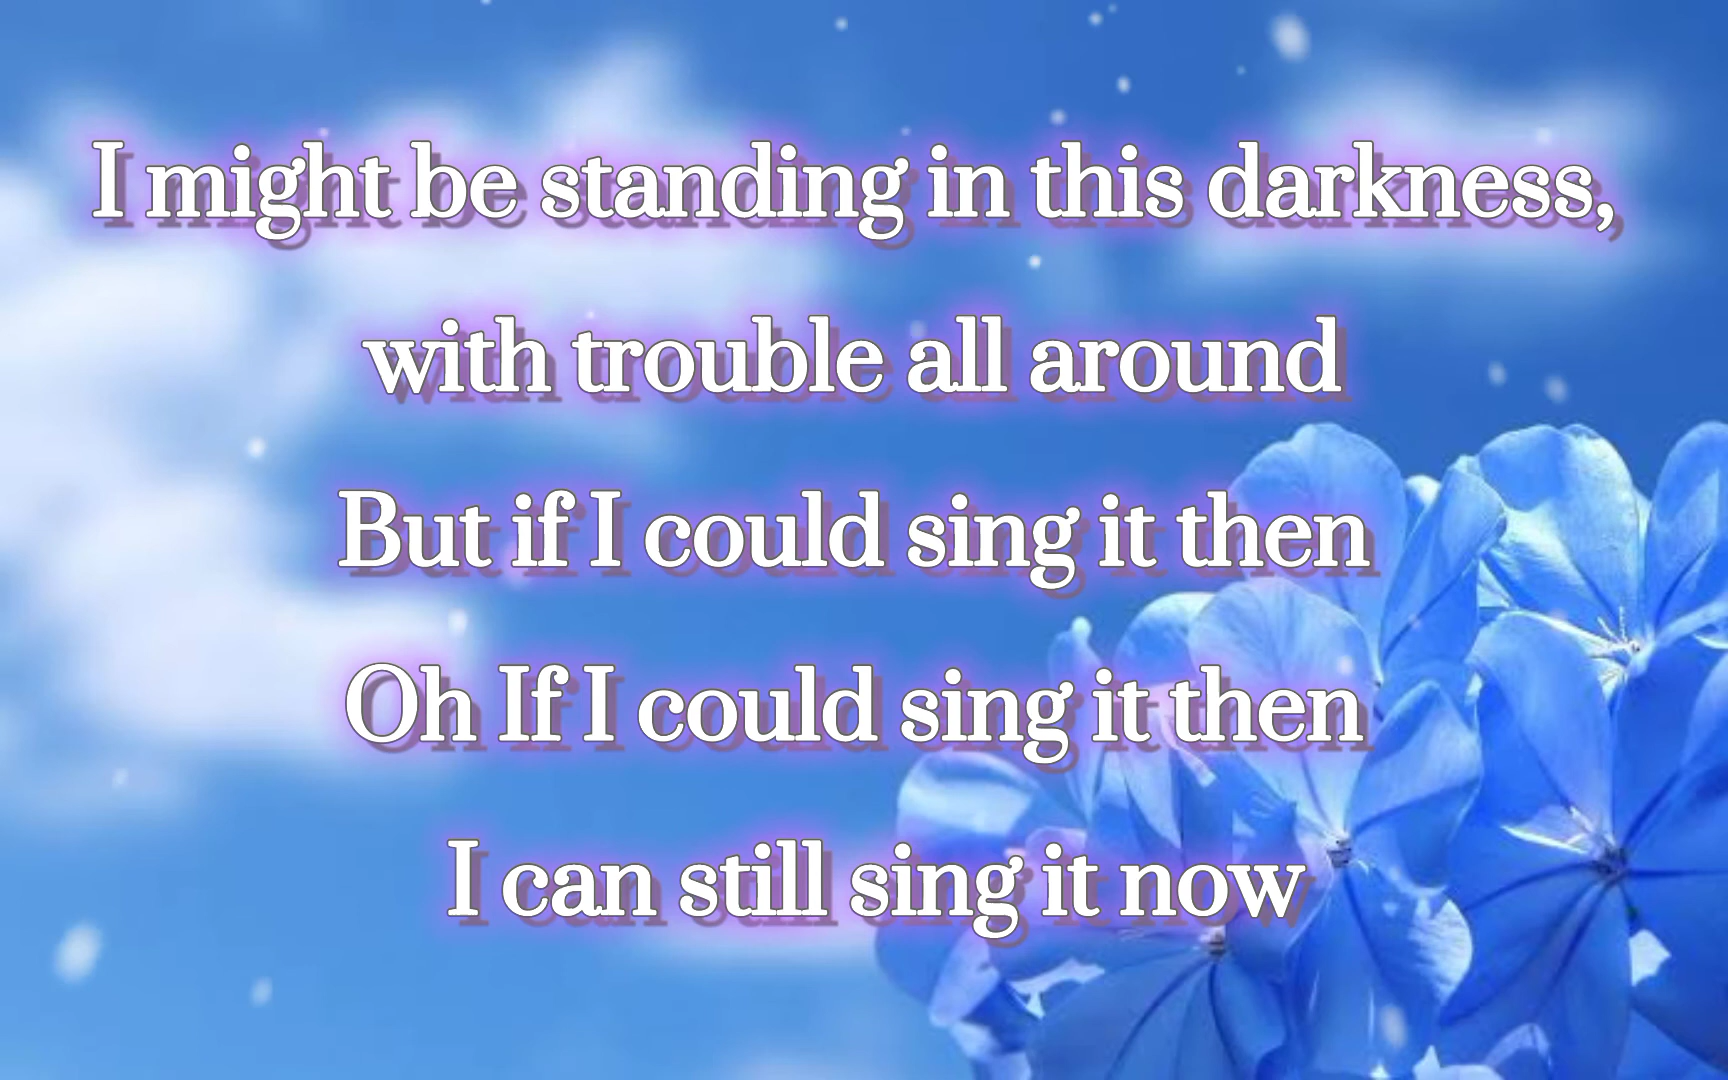 I might be standing in this darkness,
with trouble all around
But if I could sing it then
Oh If I could sing it then
I can still sing it now